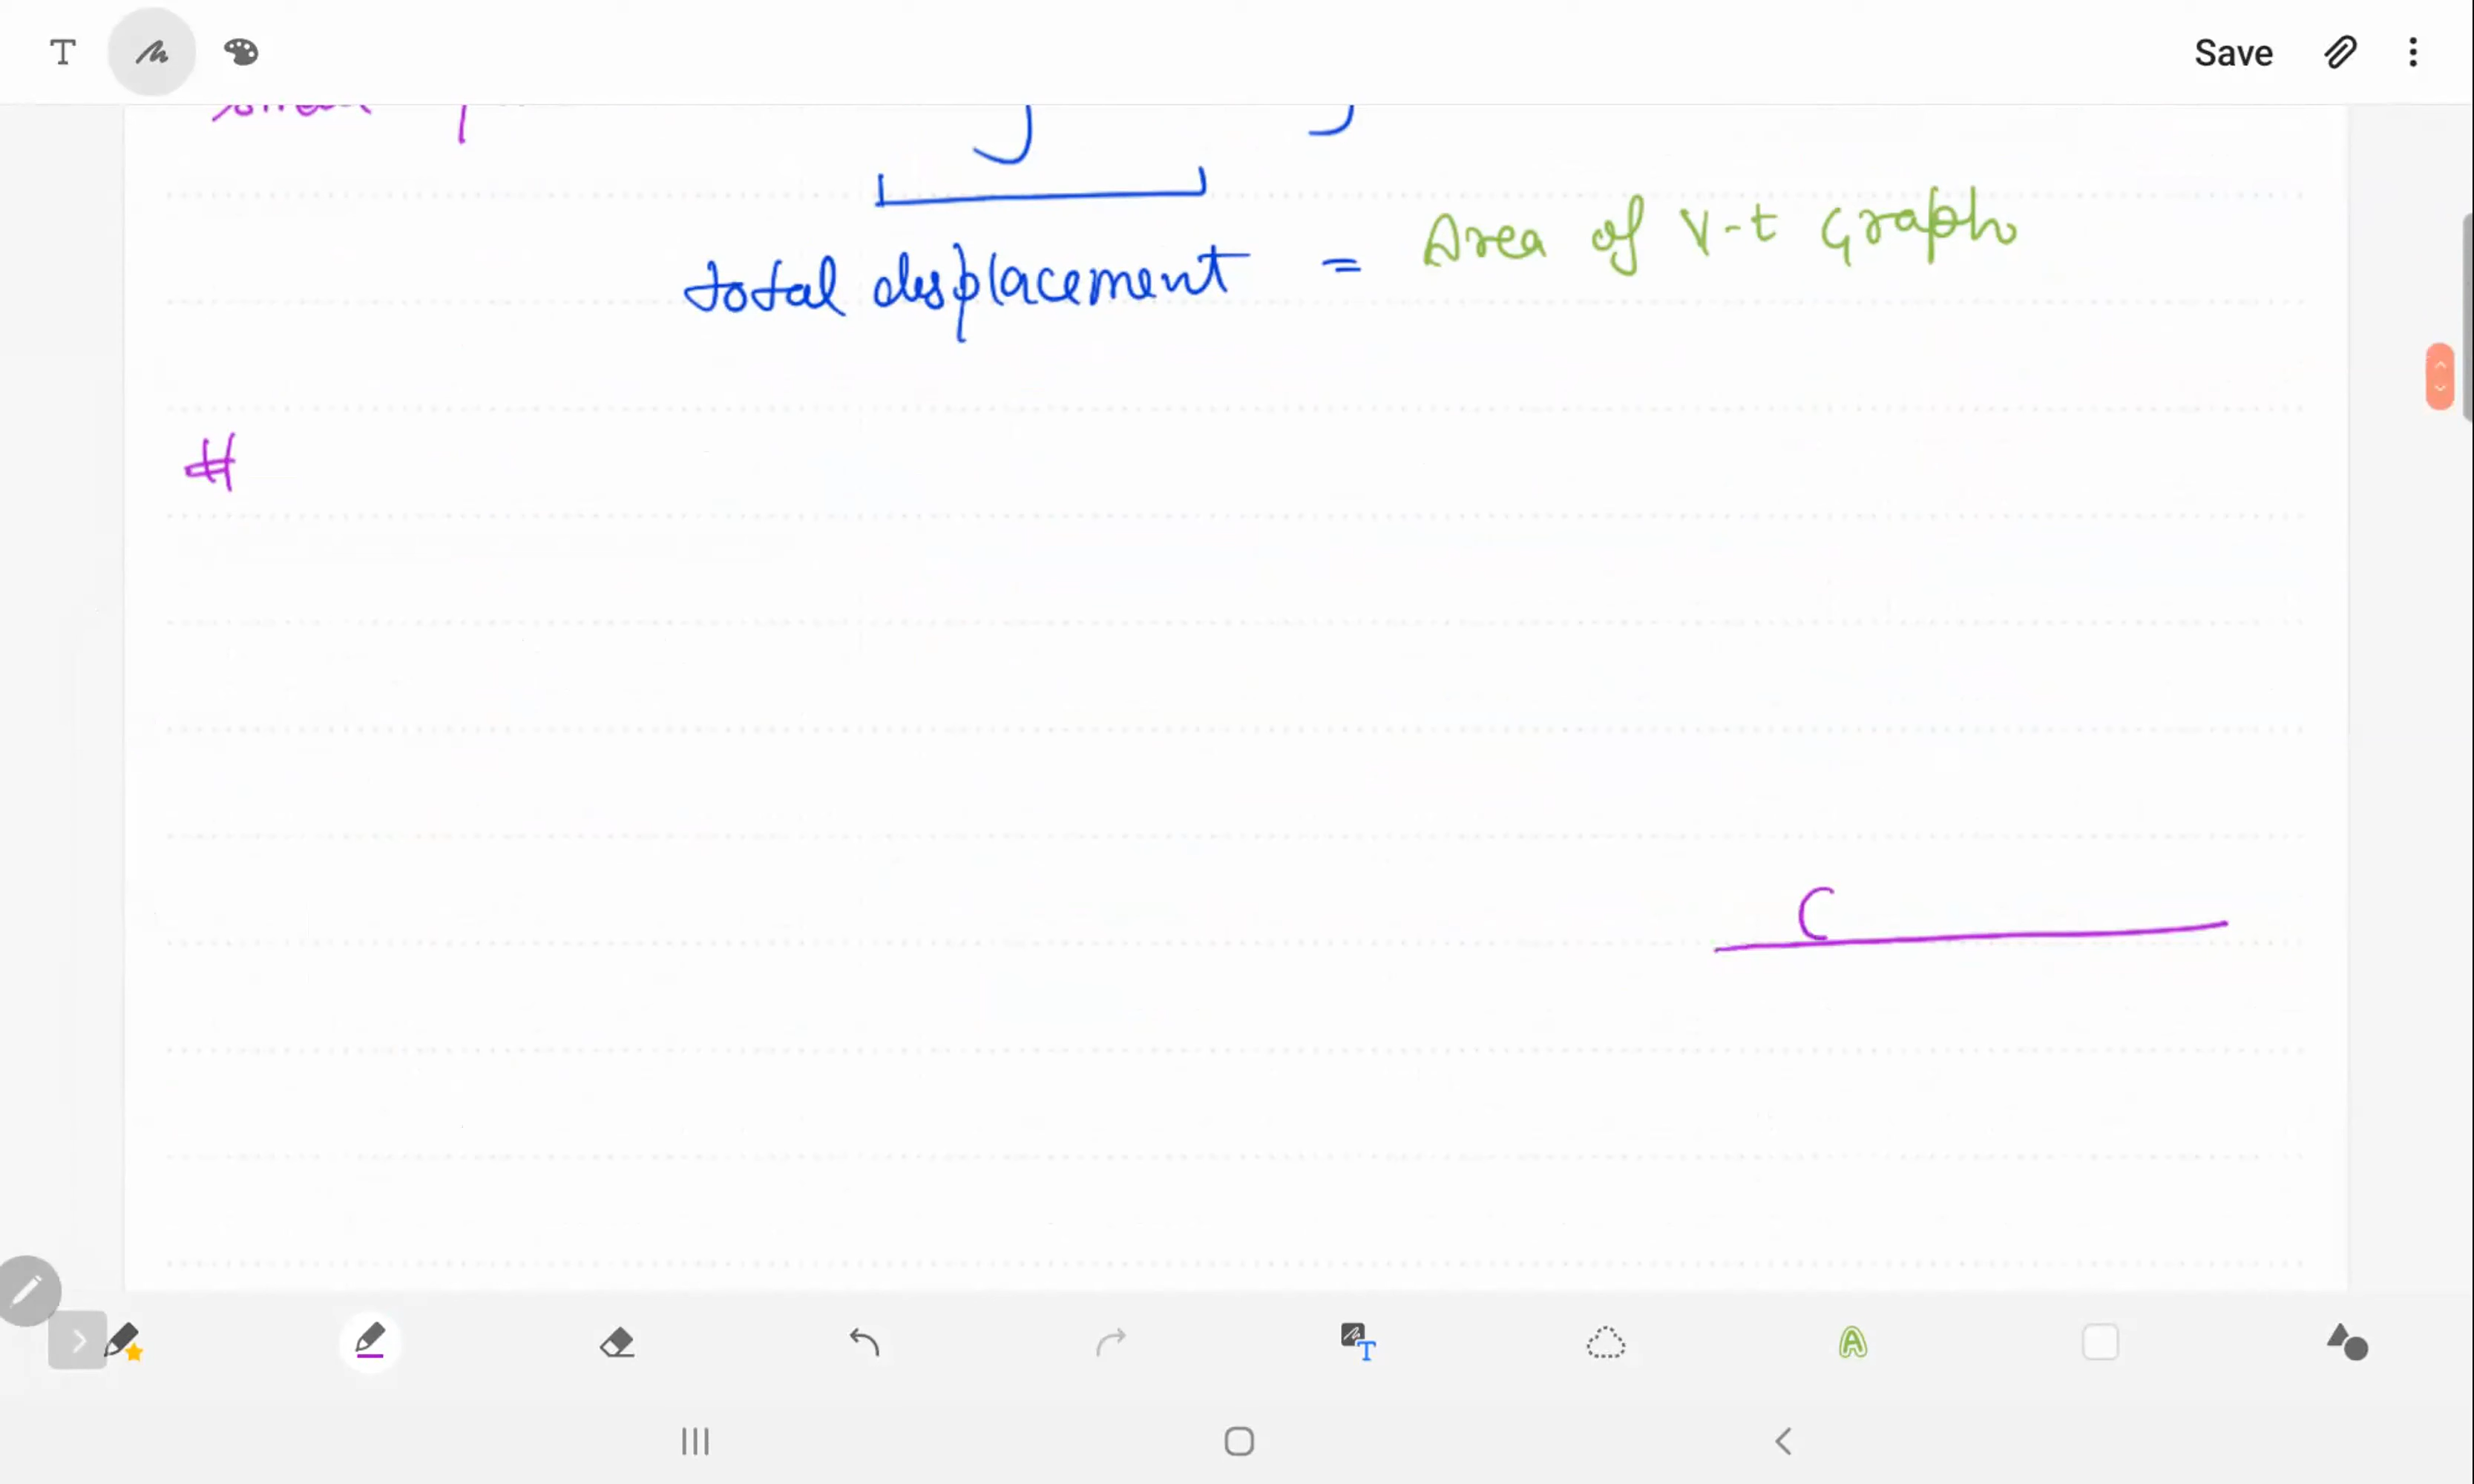 Save
total displacement = Area of v-t Graph
#
C